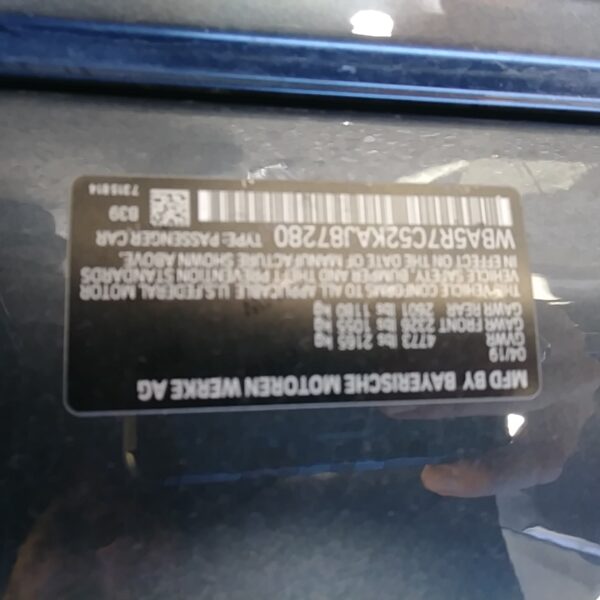 MFD BY BAYERISCHE MOTOREN WERKE AG
04/19
GVWR 4773 lbs 2165 kg
GAWR FRONT 2326 lbs 1055 kg
GAWR REAR 2601 lbs 1180 kg
THIS VEHICLE CONFORMS TO ALL APPLICABLE U.S. FEDERAL MOTOR
VEHICLE SAFETY, BUMPER AND THEFT PREVENTION STANDARDS
IN EFFECT ON THE DATE OF MANUFACTURE SHOWN ABOVE.
WBA5R7C52KAJ87280 TYPE: PASSENGER CAR
B39
7315814